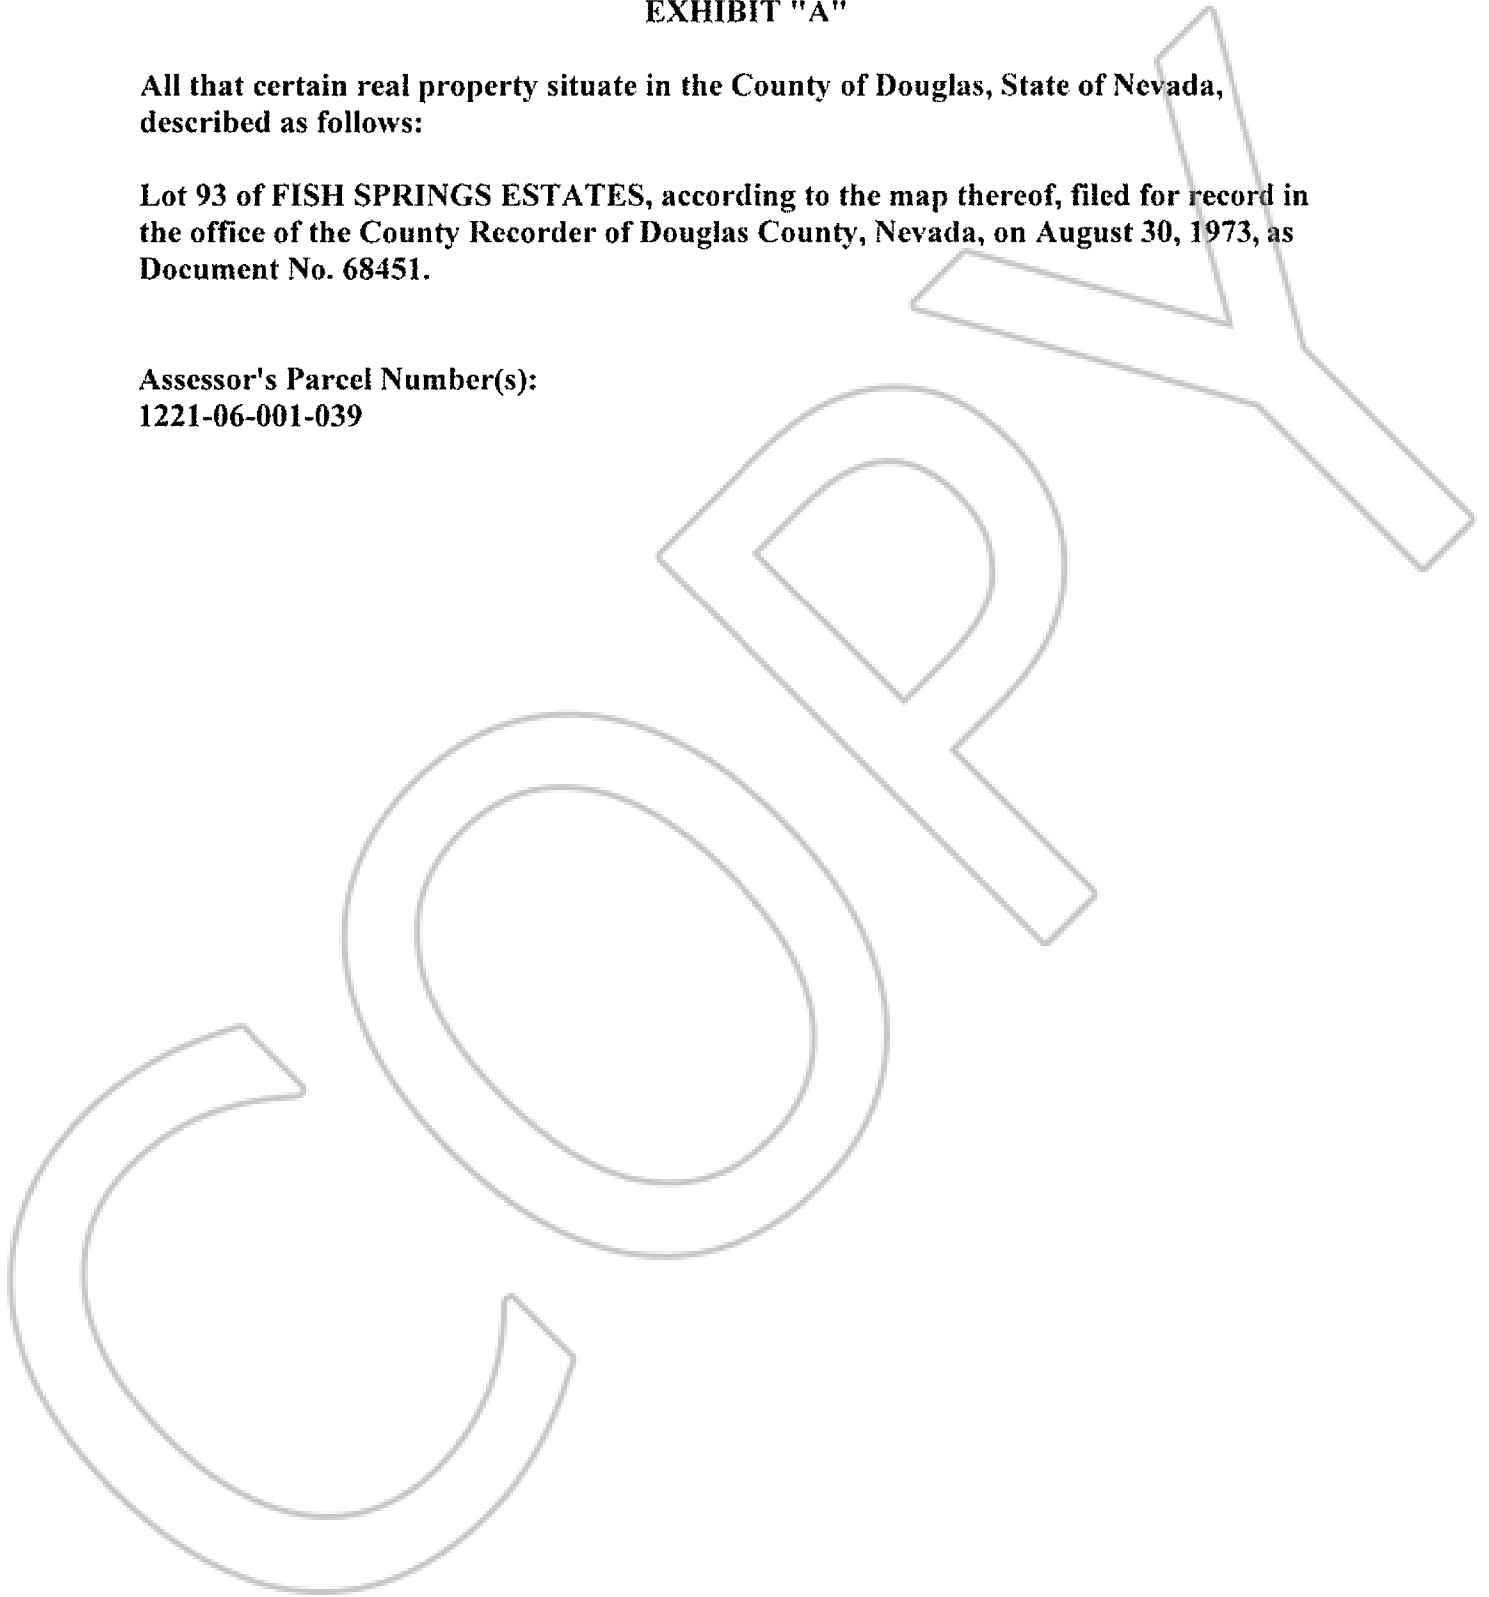 EXHIBIT "A"
All that certain real property situate in the County of Douglas, State of Nevada,
described as follows:
Lot 93 of FISH SPRINGS ESTATES, according to the map thereof, filed for record in
the office of the County Recorder of Douglas County, Nevada, on August 30, 1973, as
Document No. 68451.
Assessor's Parcel Number(s):
1221-06-001-039
COPY